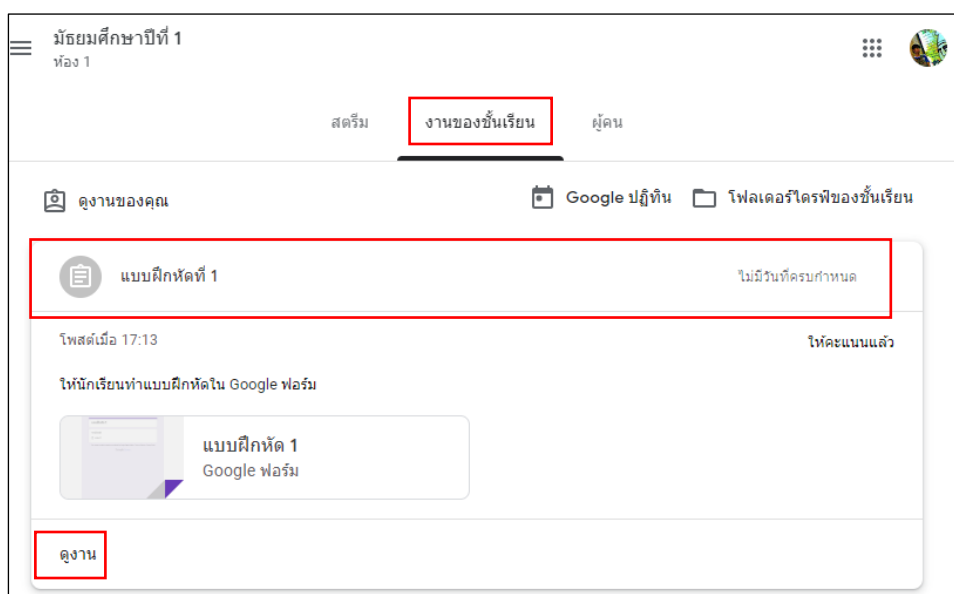 มัธยมศึกษาปีที่ 1
ห้อง 1
สตรีม งานของชั้นเรียน ผู้คน
ดูงานของคุณ Google ปฏิทิน โฟลเดอร์ไดรฟ์ของชั้นเรียน
แบบฝึกหัดที่ 1 ไม่มีวันที่ครบกำหนด
โพสต์เมื่อ 17:13 ให้คะแนนแล้ว
ให้นักเรียนทำแบบฝึกหัดใน Google ฟอร์ม
แบบฝึกหัด 1
Google ฟอร์ม
ดูงาน